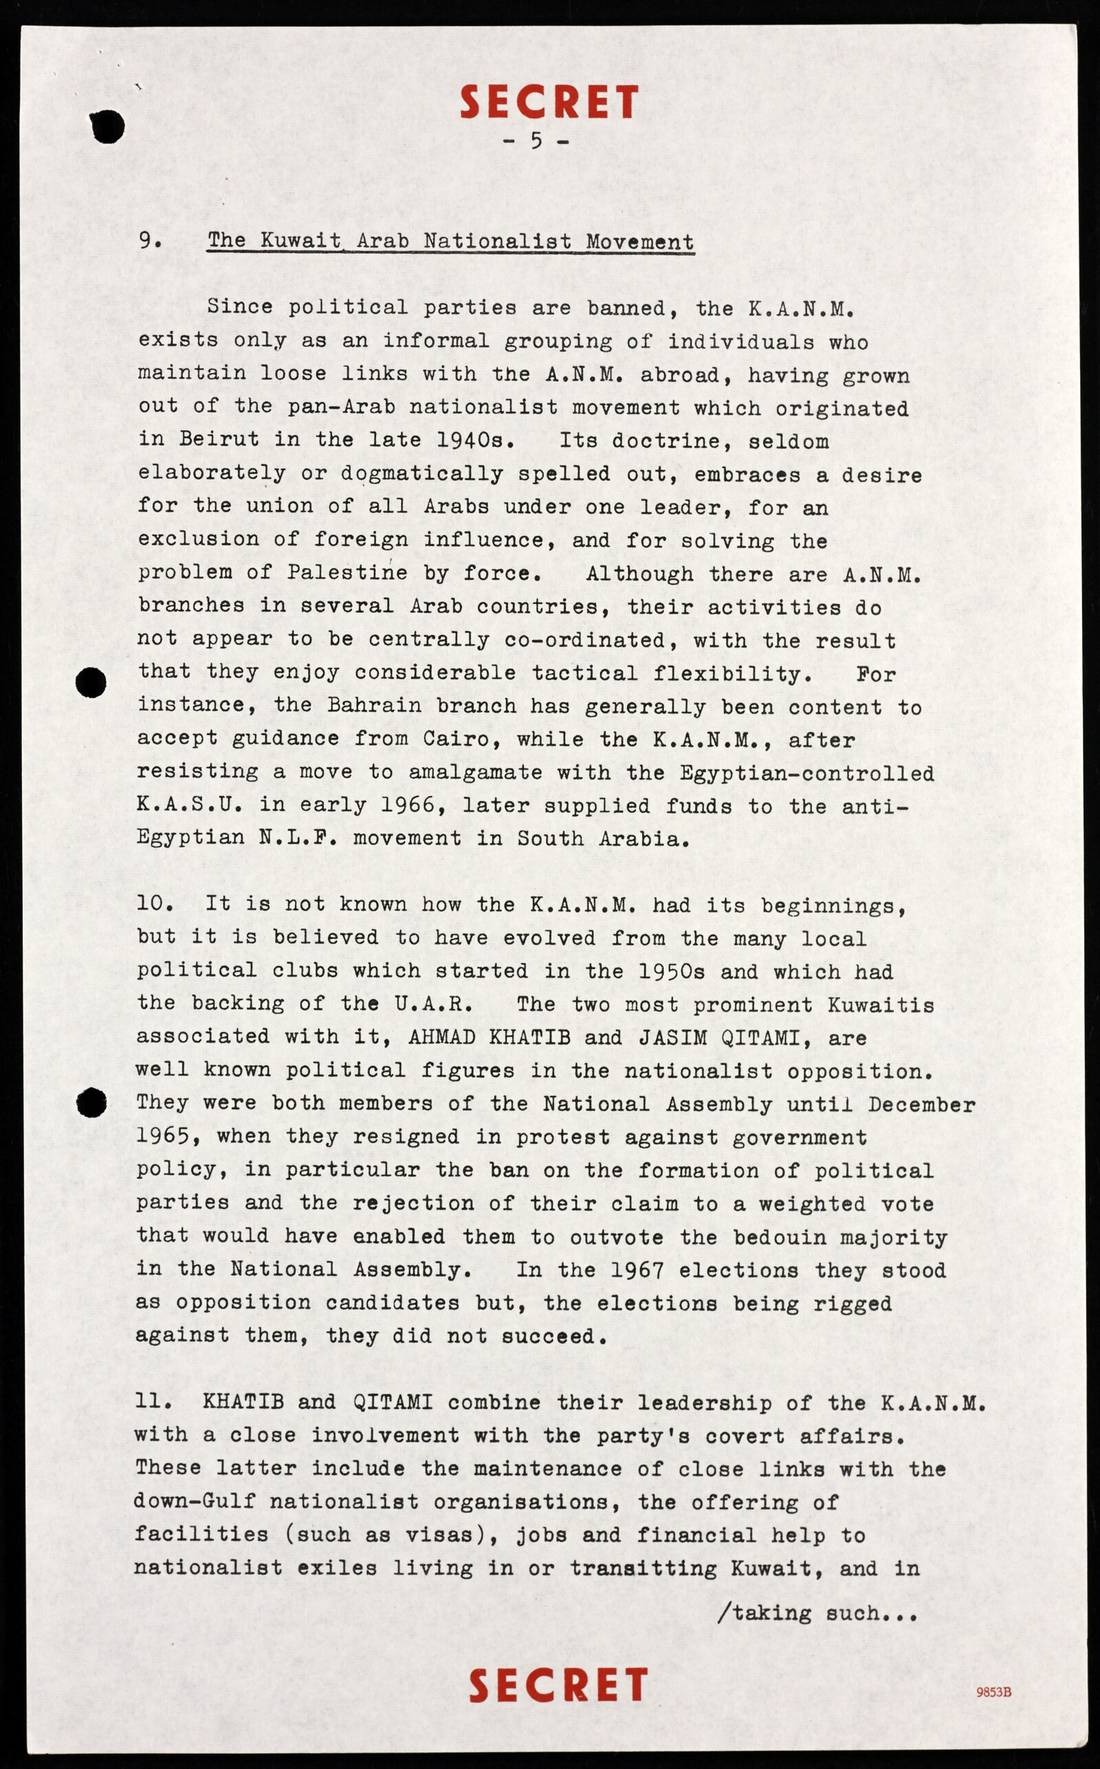 SECRET
- 5 -
9. The Kuwait Arab Nationalist Movement
Since political parties are banned, the K.A.N.M.
exists only as an informal grouping of individuals who
maintain loose links with the A.N.M. abroad, having grown
out of the pan-Arab nationalist movement which originated
in Beirut in the late 1940s. Its doctrine, seldom
elaborately or dogmatically spelled out, embraces a desire
for the union of all Arabs under one leader, for an
exclusion of foreign influence, and for solving the
problem of Palestine by force. Although there are A.N.M.
branches in several Arab countries, their activities do
not appear to be centrally co-ordinated, with the result
that they enjoy considerable tactical flexibility. For
instance, the Bahrain branch has generally been content to
accept guidance from Cairo, while the K.A.N.M., after
resisting a move to amalgamate with the Egyptian-controlled
K.A.S.U. in early 1966, later supplied funds to the anti-
Egyptian N.L.F. movement in South Arabia.
10. It is not known how the K.A.N.M. had its beginnings,
but it is believed to have evolved from the many local
political clubs which started in the 1950s and which had
the backing of the U.A.R. The two most prominent Kuwaitis
associated with it, AHMAD KHATIB and JASIM QITAMI, are
well known political figures in the nationalist opposition.
They were both members of the National Assembly until December
1965, when they resigned in protest against government
policy, in particular the ban on the formation of political
parties and the rejection of their claim to a weighted vote
that would have enabled them to outvote the bedouin majority
in the National Assembly. In the 1967 elections they stood
as opposition candidates but, the elections being rigged
against them, they did not succeed.
11. KHATIB and QITAMI combine their leadership of the K.A.N.M.
with a close involvement with the party's covert affairs.
These latter include the maintenance of close links with the
down-Gulf nationalist organisations, the offering of
facilities (such as visas), jobs and financial help to
nationalist exiles living in or transitting Kuwait, and in
/taking such...
SECRET
9853B